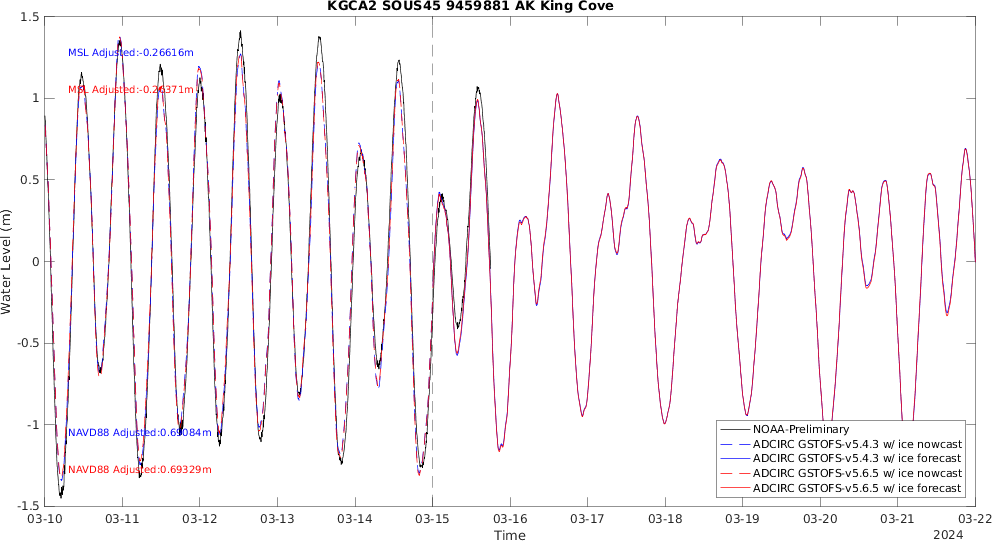 KGCA2 SOUS45 9459881 AK King Cove
Water Level (m)
1.5
1
0.5
0
-0.5
-1
-1.5
MSL Adjusted:-0.26616m
MSL Adjusted:-0.26371m
NAVD88 Adjusted:0.69084m
NAVD88 Adjusted:0.69329m
NOAA-Preliminary
ADCIRC GSTOFS-v5.4.3 w/ ice nowcast
ADCIRC GSTOFS-v5.4.3 w/ ice forecast
ADCIRC GSTOFS-v5.6.5 w/ ice nowcast
ADCIRC GSTOFS-v5.6.5 w/ ice forecast
03-10 03-11 03-12 03-13 03-14 03-15 03-16 03-17 03-18 03-19 03-20 03-21 03-22
Time
2024